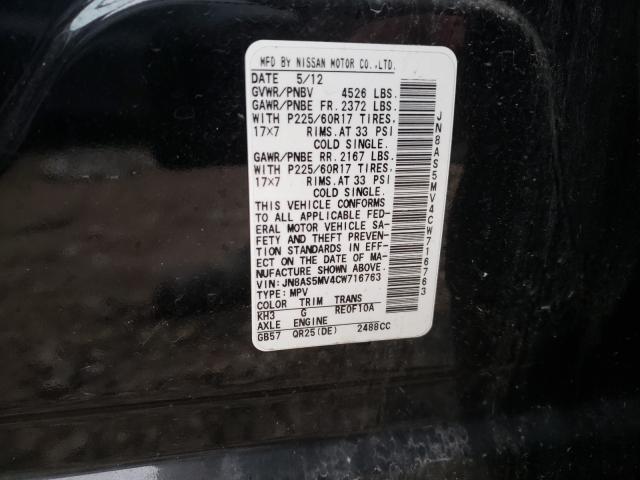 MFD BY NISSAN MOTOR CO.,LTD.
DATE 5/12
GVWR/PNBV 4526 LBS.
GAWR/PNBE FR. 2372 LBS.
WITH P225/60R17 TIRES.
17×7 RIMS. AT 33 PSI
COLD SINGLE.
GAWR/PNBE RR. 2167 LBS.
WITH P225/60R17 TIRES.
17×7 RIMS. AT 33 PSI
COLD SINGLE.
THIS VEHICLE CONFORMS
TO ALL APPLICABLE FED-
ERAL MOTOR VEHICLE SA-
FETY AND THEFT PREVEN-
TION STANDARDS IN EFF-
ECT ON THE DATE OF MA-
NUFACTURE SHOWN ABOVE.
VIN: JN8AS5MV4CW716763
TYPE: MPV
COLOR TRIM TRANS
KH3 G RE0F10A
AXLE ENGINE
GB57 QR25(DE) 2488CC
JN8AS5MV4CW716763